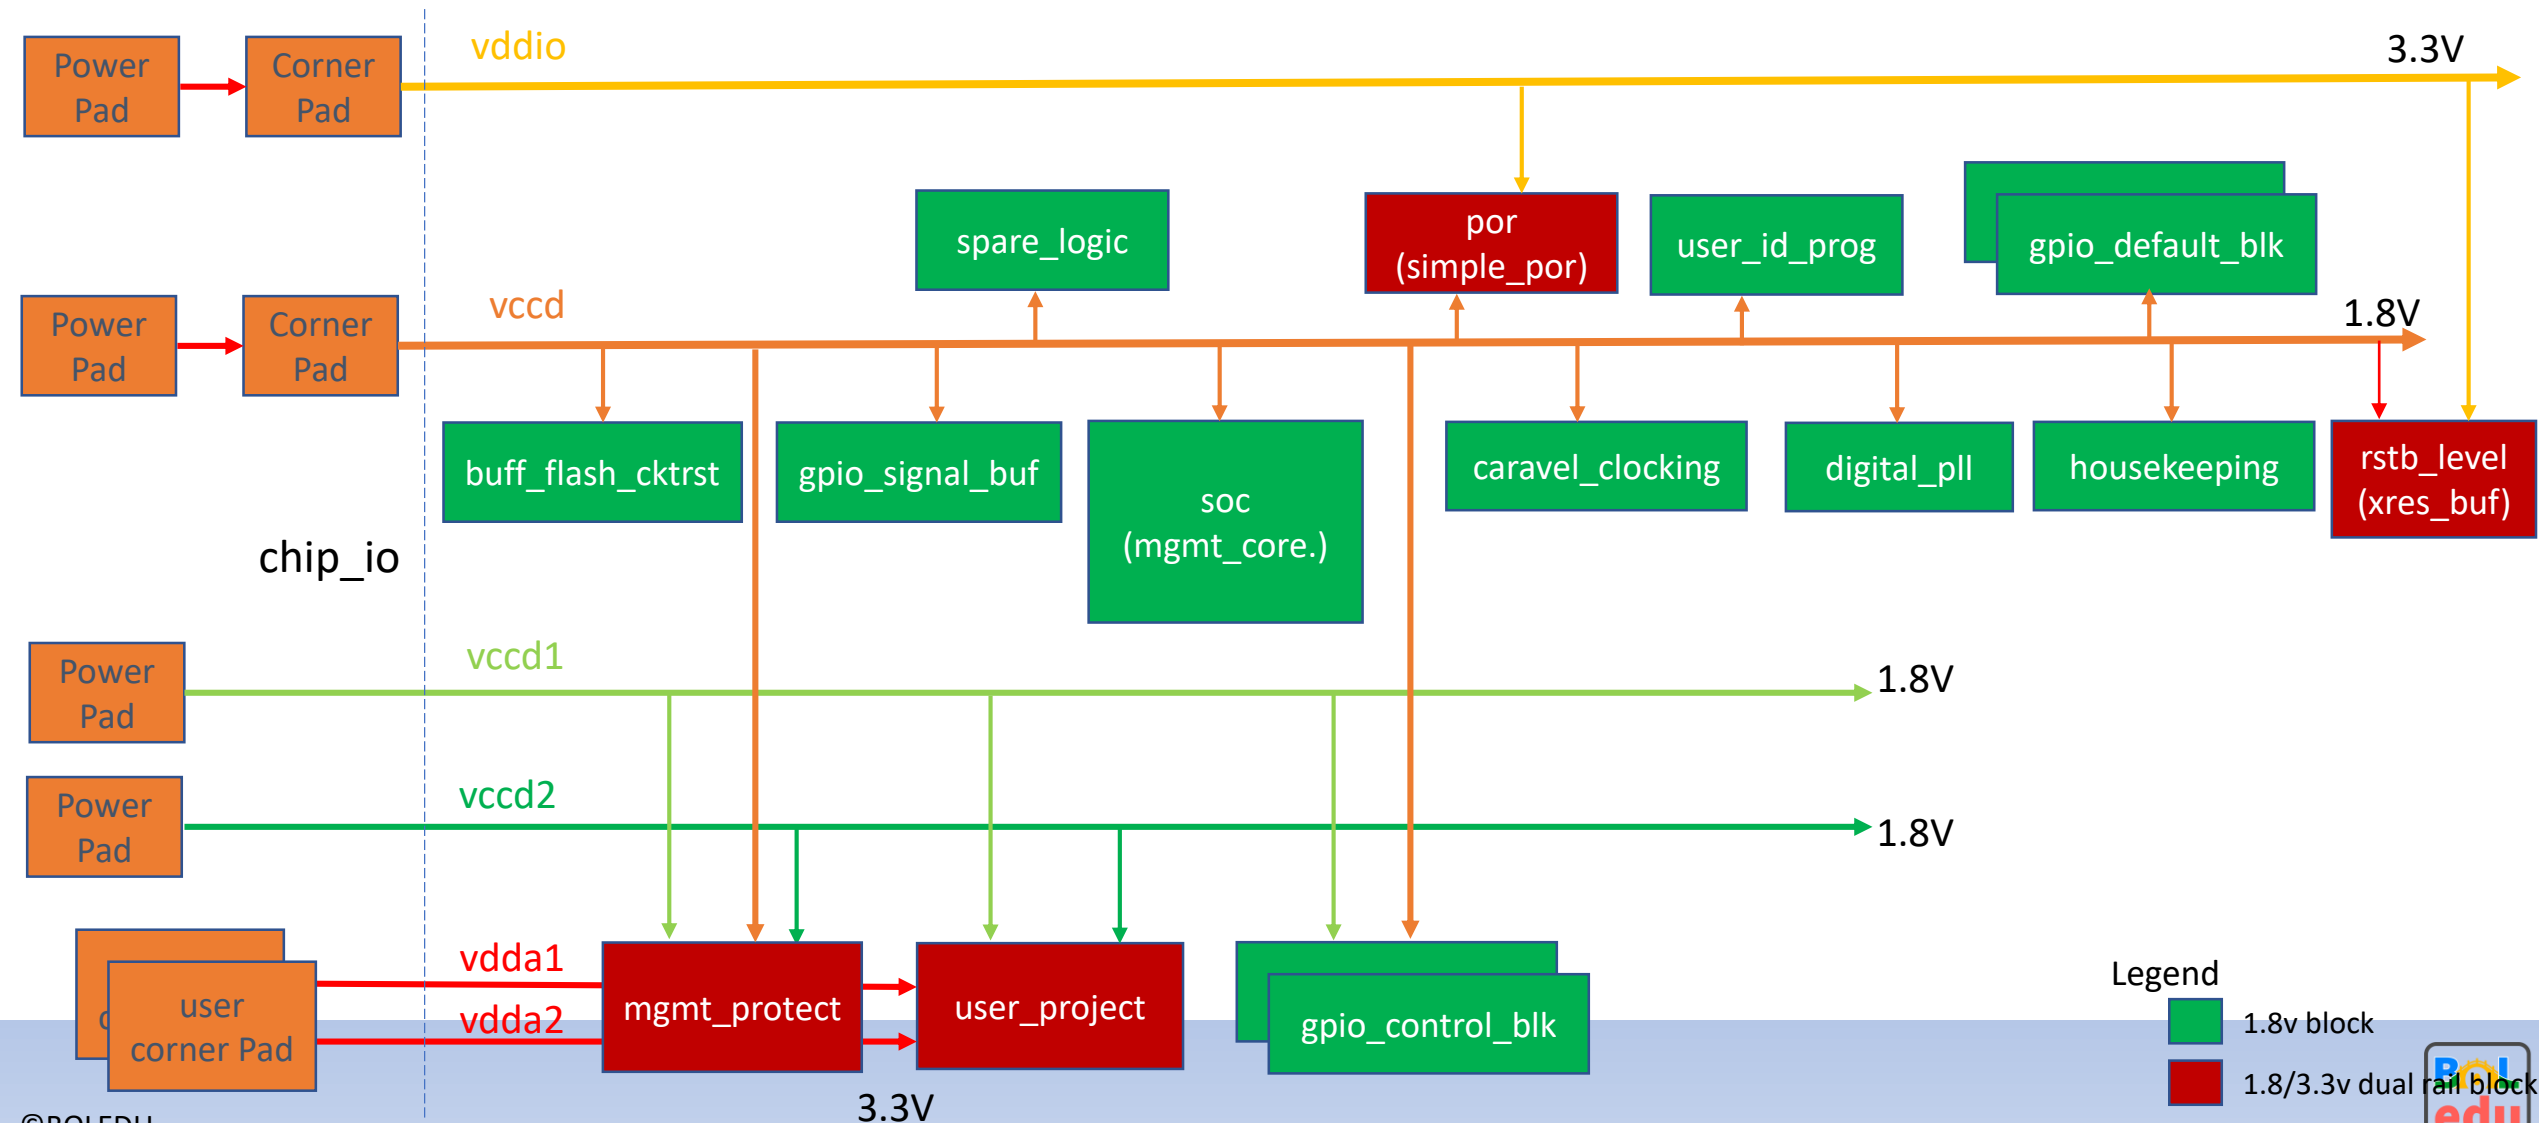 Power
Pad
Corner
Pad
vddio
3.3V
spare_logic
por
(simple_por)
user_id_prog
gpio_default_blk
Power
Pad
Corner
Pad
vccd
1.8V
buff_flash_cktrst
gpio_signal_buf
soc
(mgmt_core.)
caravel_clocking
digital_pll
housekeeping
rstb_level
(xres_buf)
chip_io
Power
Pad
vccd1
1.8V
Power
Pad
vccd2
1.8V
user
corner Pad
vdda1
vdda2
mgmt_protect
user_project
gpio_control_blk
3.3V
Legend
1.8v block
1.8/3.3v dual rail block
©BOLEDU
BOL
edu